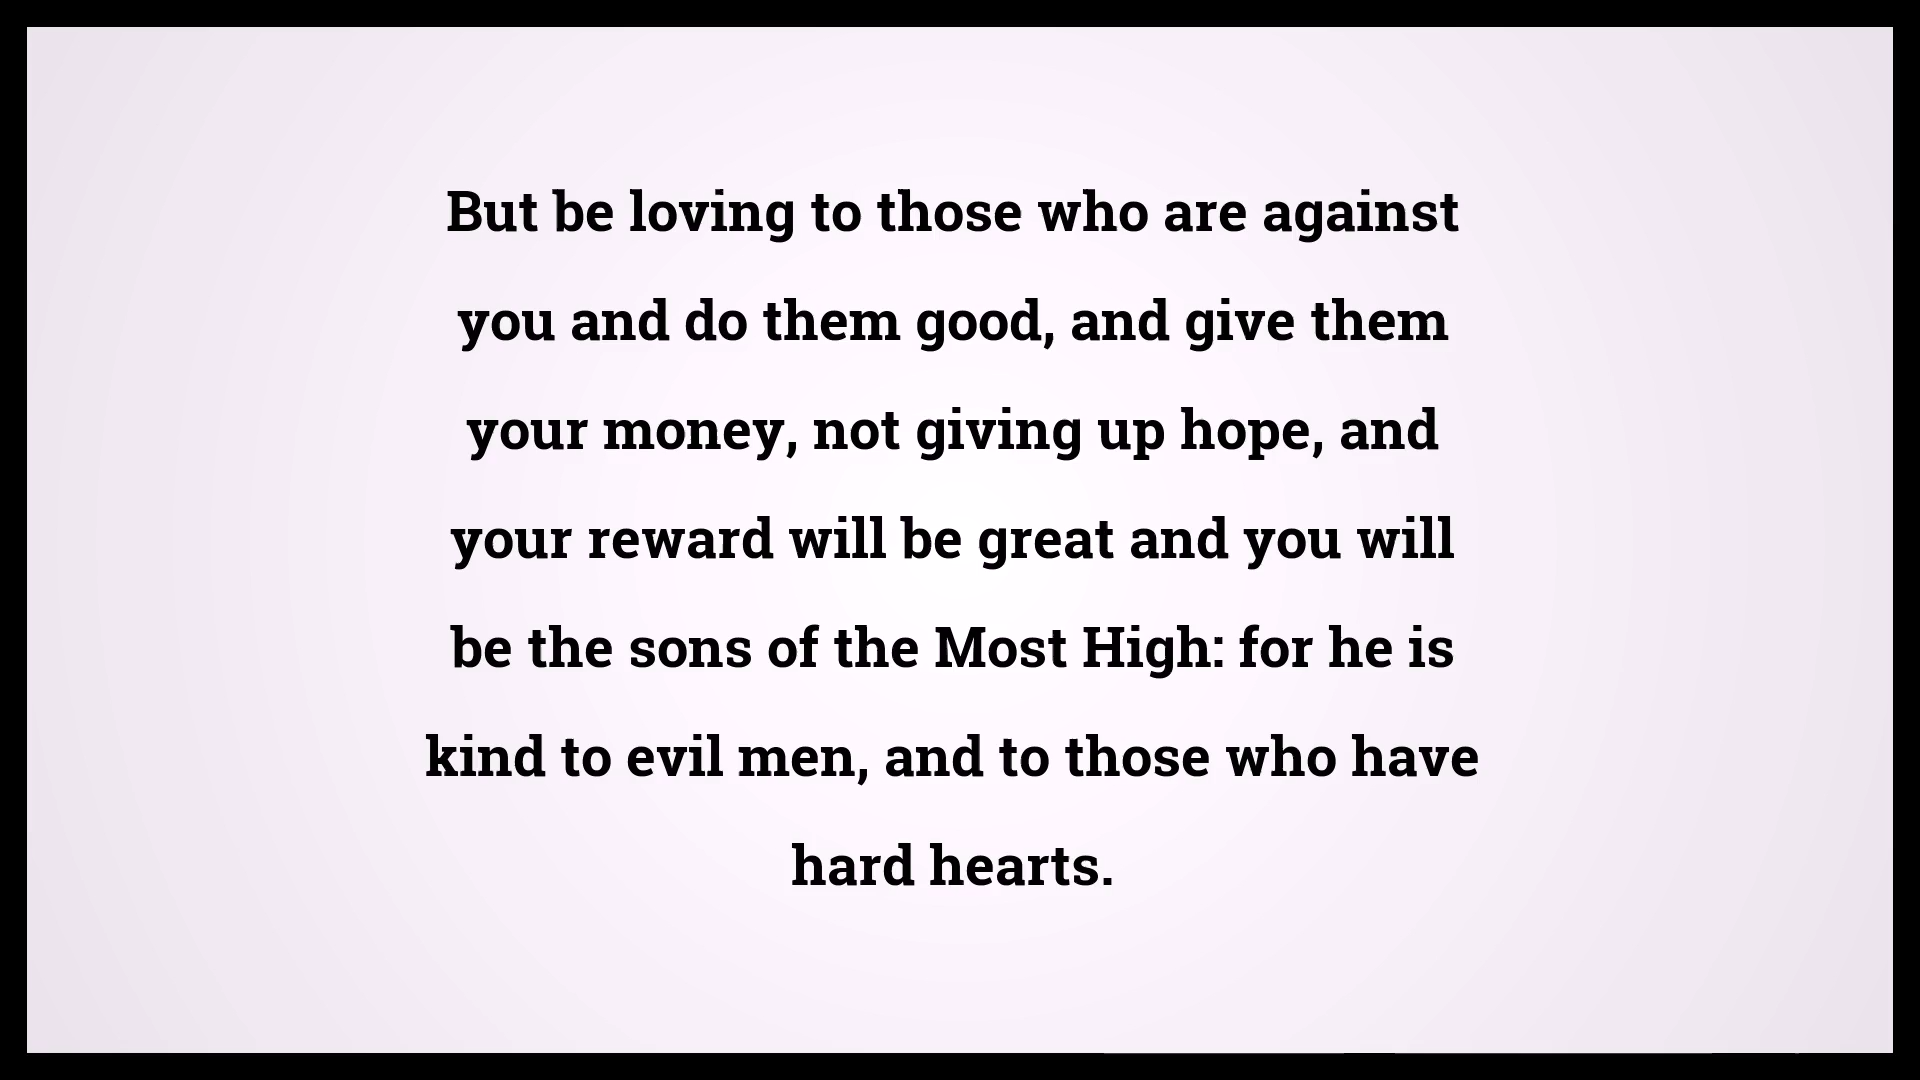 But be loving to those who are against
you and do them good, and give them
your money, not giving up hope, and
your reward will be great and you will
be the sons of the Most High: for he is
kind to evil men, and to those who have
hard hearts.